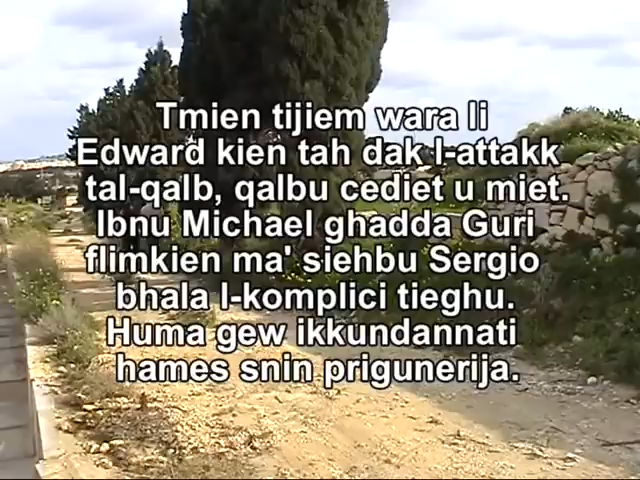 Tmien tijiem wara li
Edward kien tah dak l-attakk
tal-qalb, qalbu cediet u miet.
Ibnu Michael ghadda Guri
flimkien ma' siehbu Sergio
bhala l-komplici tieghu.
Huma gew ikkundannati
hames snin prigunerija.